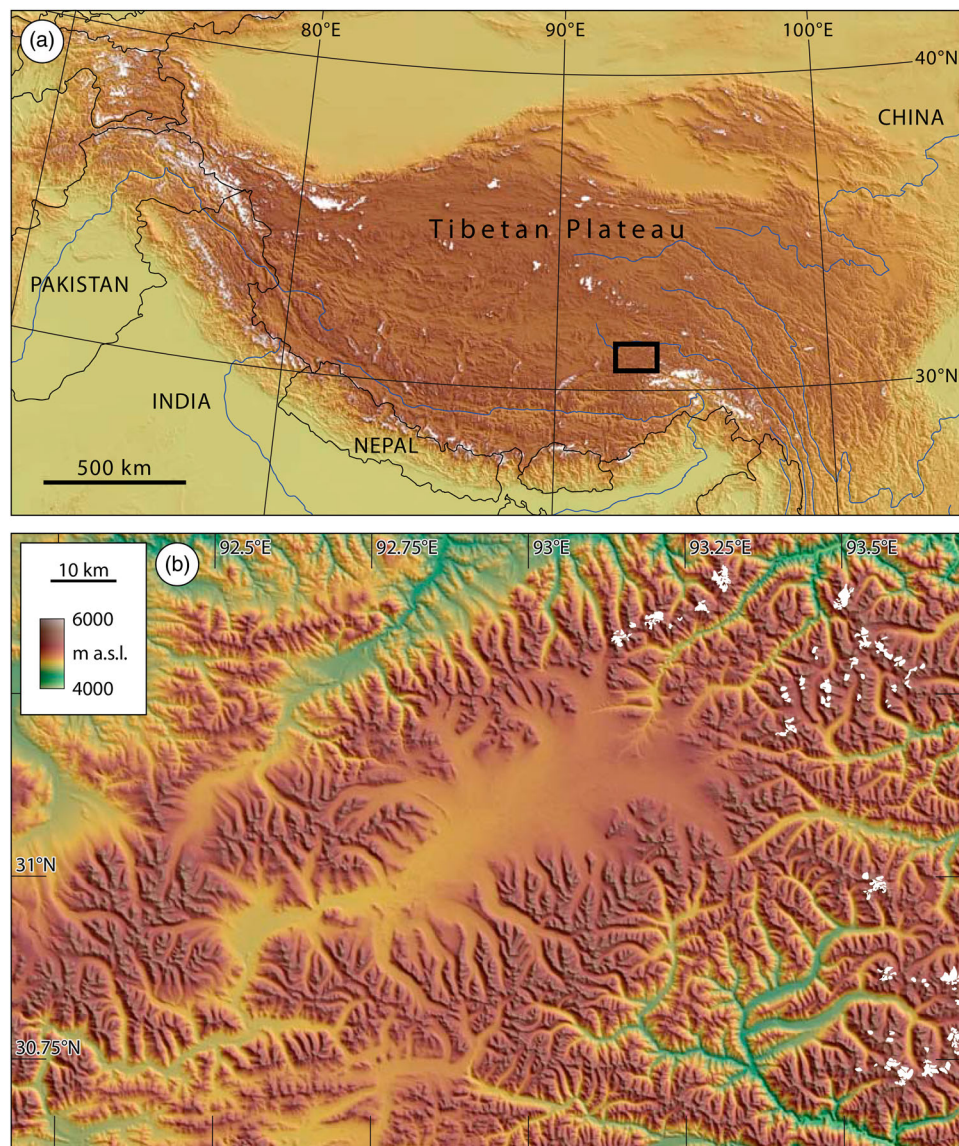 (a)
80°E
90°E
100°E
40°N
CHINA
Tibetan Plateau
PAKISTAN
30°N
INDIA
NEPAL
500 km
(b)
92.5°E
92.75°E
93°E
93.25°E
93.5°E
10 km
6000
m a.s.l.
4000
31°N
30.75°N